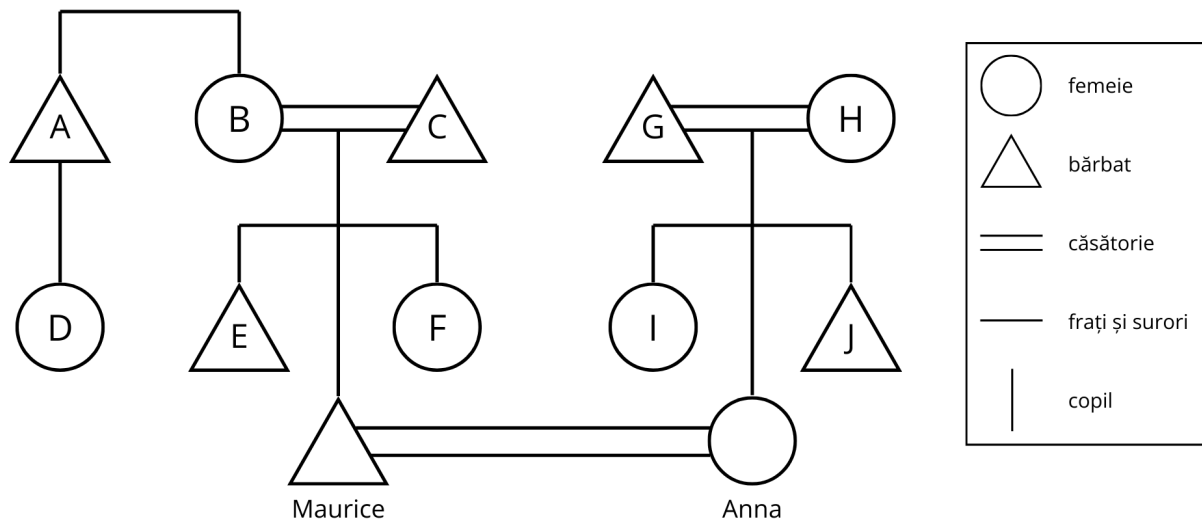 A
B
C
G
H
D
E
F
I
J
Maurice
Anna
femeie
bărbat
căsătorie
frați și surori
copil